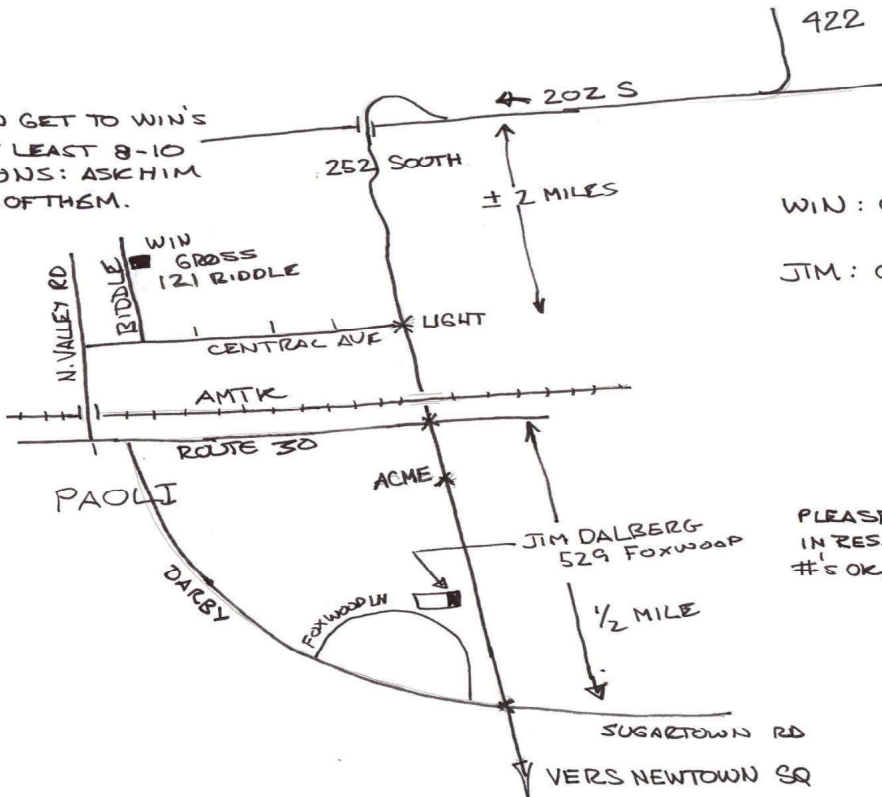 422
← 202 S
GET TO WIN'S
LEAST 8-10
ONS: ASK HIM
OF THEM.
252 SOUTH
± 2 MILES
WIN :
JIM :
WIN
GROSS
121 BIDDLE
N. VALLEY RD
BIDDLE
LIGHT
CENTRAL AVE
AMTK
ROUTE 30
PAOLI
ACME
JIM DALBERG
529 FOXWOOD
PLEASE
IN RES
#'s OK
DARBY
FOXWOOD LN
1/2 MILE
SUGARTOWN RD
VERS NEWTOWN SQ